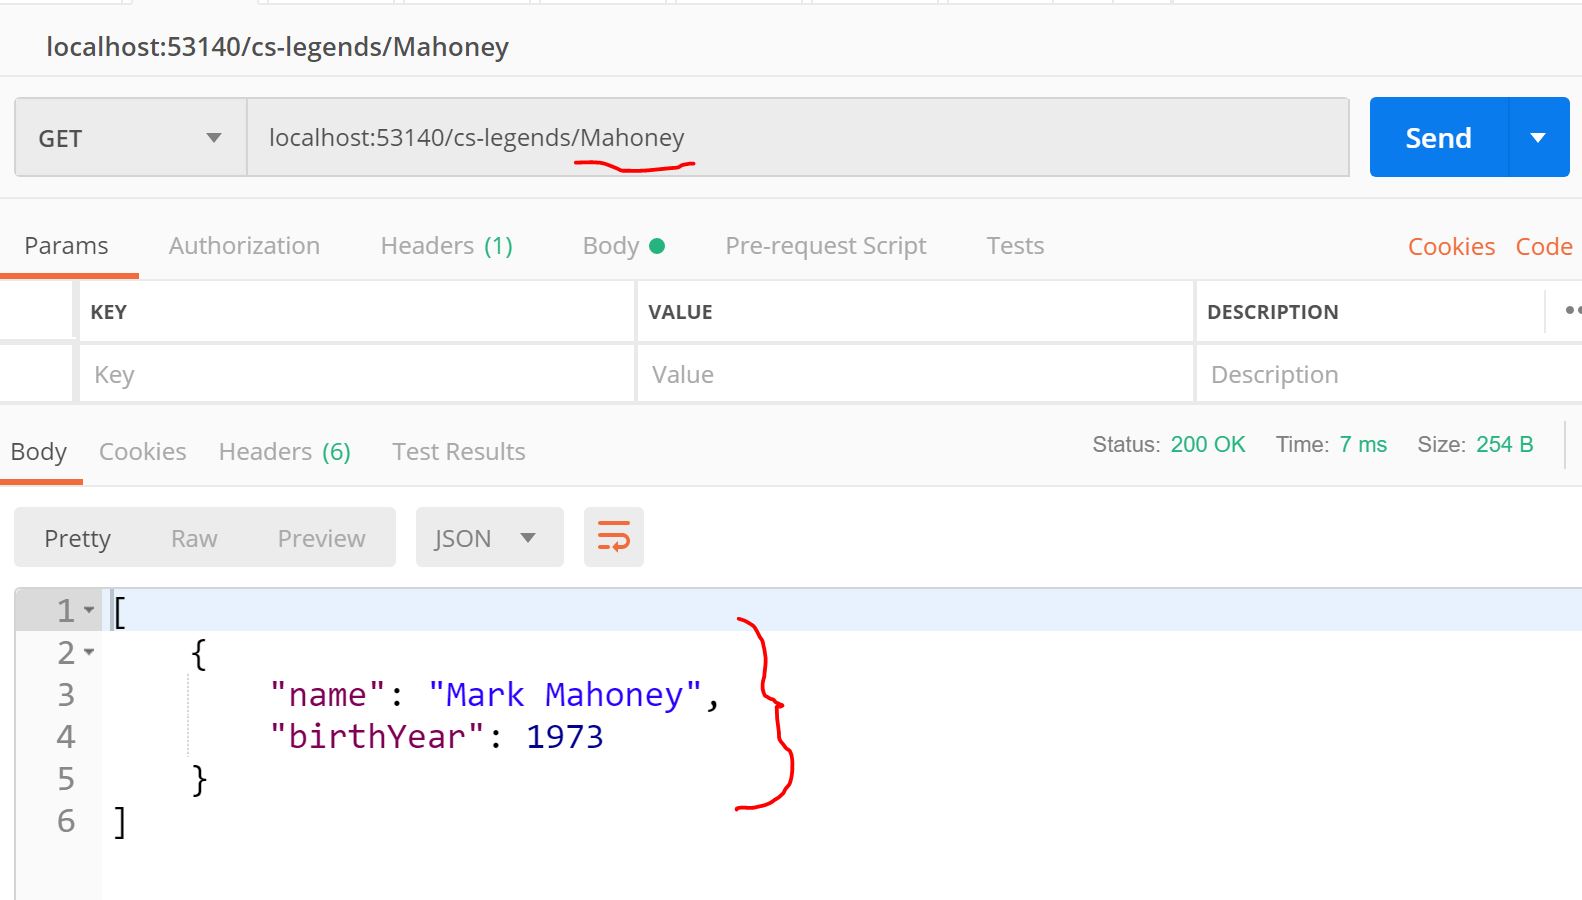 localhost:53140/cs-legends/Mahoney
GET localhost:53140/cs-legends/Mahoney Send
Params Authorization Headers (1) Body Pre-request Script Tests Cookies Code
KEY VALUE DESCRIPTION
Key Value Description
Body Cookies Headers (6) Test Results Status: 200 OK Time: 7 ms Size: 254 B
Pretty Raw Preview JSON
1 [
2 {
3 "name": "Mark Mahoney",
4 "birthYear": 1973
5 }
6 ]